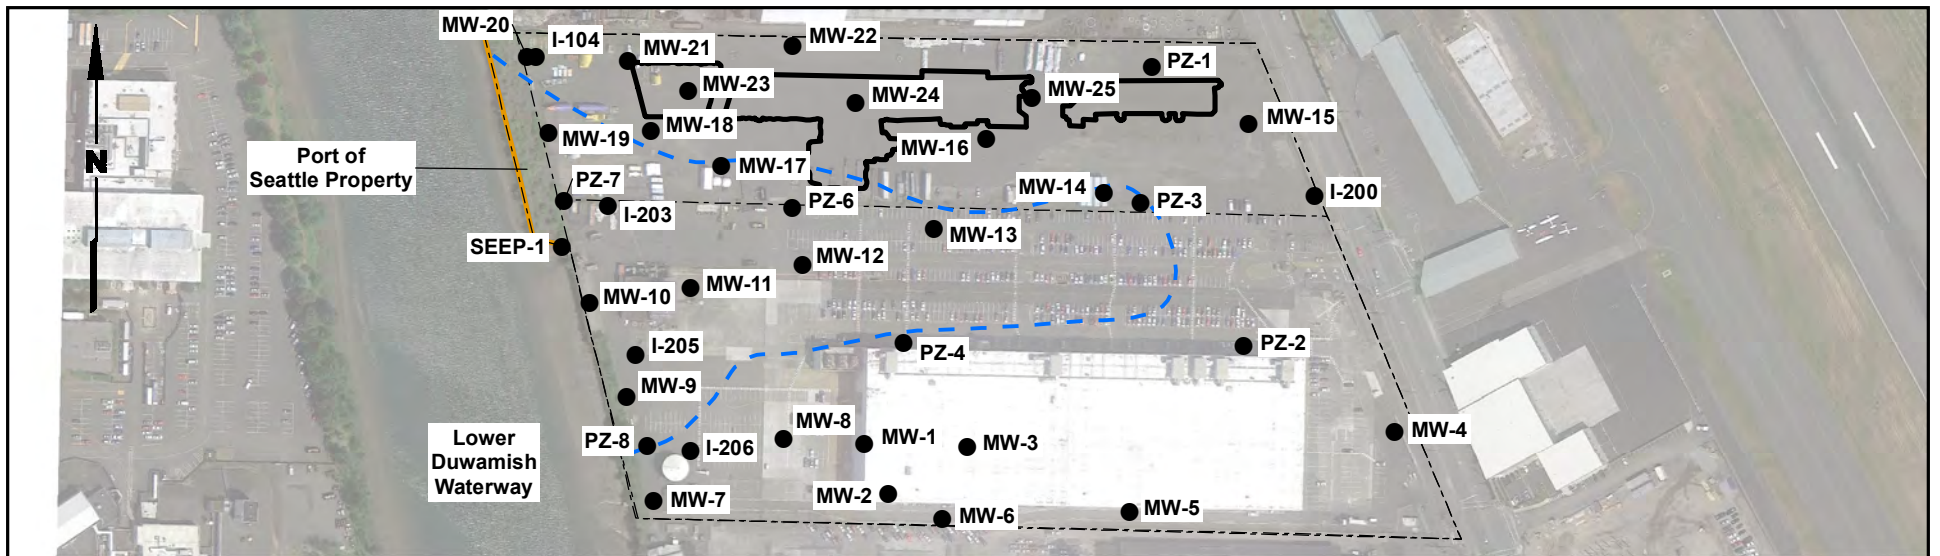 MW-20
I-104
MW-21
MW-22
PZ-1
MW-23
MW-24
MW-25
MW-15
MW-18
MW-19
MW-16
N
Port of
Seattle Property
MW-17
PZ-7
MW-14
PZ-3
I-200
I-203
PZ-6
MW-13
SEEP-1
MW-12
MW-11
MW-10
I-205
PZ-4
PZ-2
MW-9
MW-8
MW-1
MW-3
MW-4
PZ-8
I-206
Lower
Duwamish
Waterway
MW-7
MW-2
MW-6
MW-5